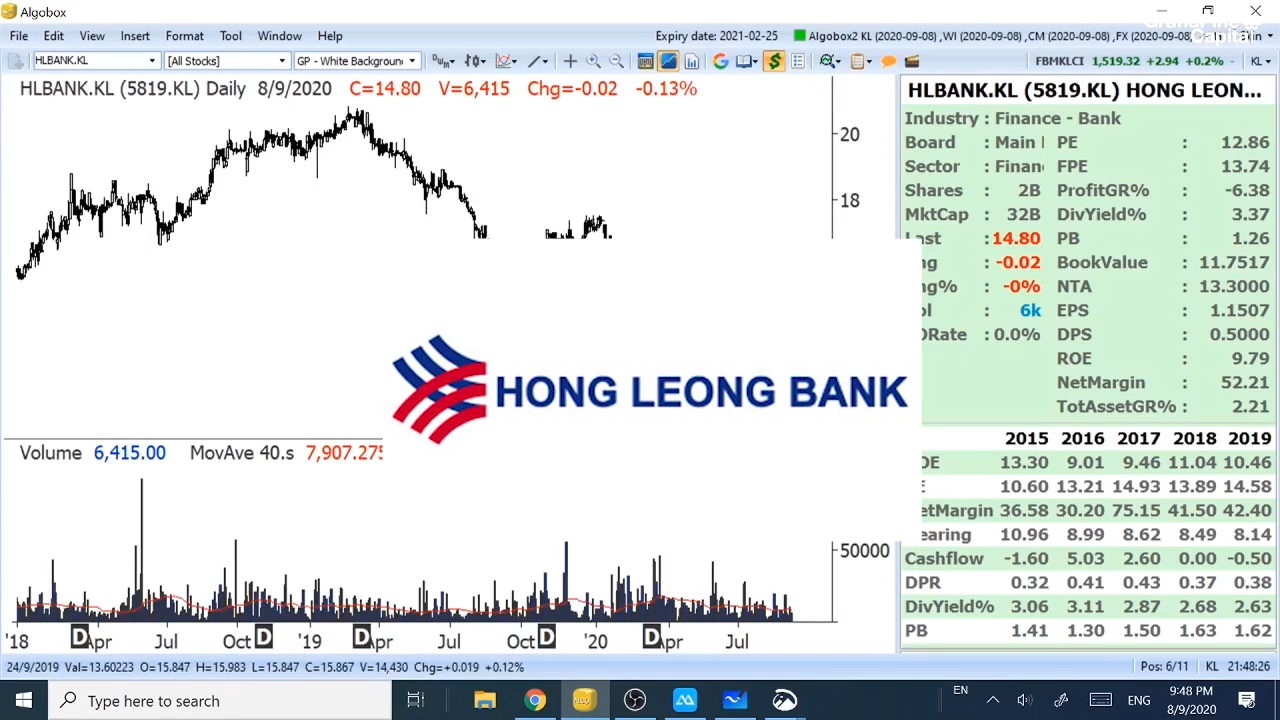 Algobox
File Edit View Insert Format Tool Window Help Expiry date: 2021-02-25 Algobox2 KL (2020-09-08) ,WI (2020-09-08) ,CM (2020-09-08) ,FX (2020-09-
Capital
HLBANK.KL [All Stocks] GP - White Background FBMKLCI 1,519.32 +2.94 +0.2% KL
HLBANK.KL (5819.KL) Daily 8/9/2020 C=14.80 V=6,415 Chg=-0.02 -0.13%
20
18
HONG LEONG BANK
Volume 6,415.00 MovAve 40.s 7,907.275
50000
'18 D Apr Jul Oct D '19 D Apr Jul Oct D '20 D Apr Jul
HLBANK.KL (5819.KL) HONG LEON...
Industry : Finance - Bank
Board : Main PE : 12.86
Sector : Finan FPE : 13.74
Shares : 2B ProfitGR% : -6.38
MktCap : 32B DivYield% : 3.37
Last :14.80 PB : 1.26
ng : -0.02 BookValue : 11.7517
ng% : -0% NTA : 13.3000
ol : 6k EPS : 1.1507
ORate : 0.0% DPS : 0.5000
ROE : 9.79
NetMargin : 52.21
TotAssetGR% : 2.21
2015 2016 2017 2018 2019
OE 13.30 9.01 9.46 11.04 10.46
E 10.60 13.21 14.93 13.89 14.58
etMargin 36.58 30.20 75.15 41.50 42.40
earing 10.96 8.99 8.62 8.49 8.14
Cashflow -1.60 5.03 2.60 0.00 -0.50
DPR 0.32 0.41 0.43 0.37 0.38
DivYield% 3.06 3.11 2.87 2.68 2.63
PB 1.41 1.30 1.50 1.63 1.62
24/9/2019 Val=13.60223 O=15.847 H=15.983 L=15.847 C=15.867 V=14,430 Chg=+0.019 +0.12% Pos: 6/11 KL 21:48:26
Type here to search
EN
ENG
9:48 PM
8/9/2020